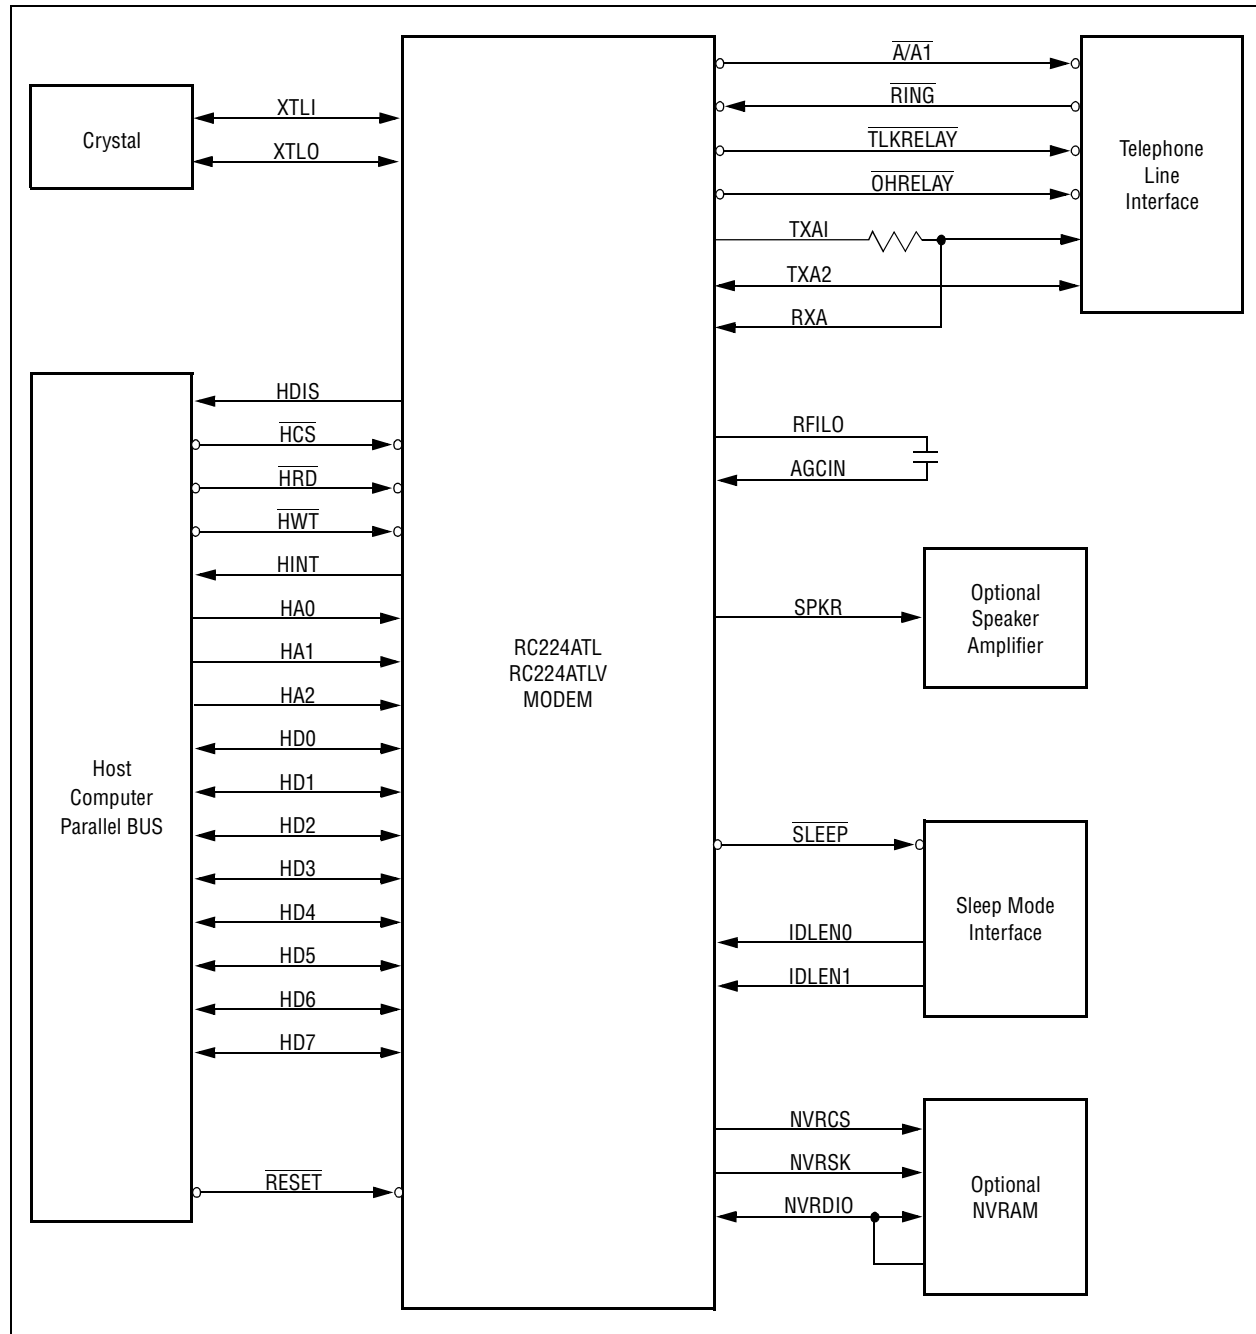 Crystal
XTLI
XTLO
A/A1
RING
TLKRELAY
OHRELAY
TXAI
TXA2
RXA
Telephone
Line
Interface
Host
Computer
Parallel BUS
HDIS
HCS
HRD
HWT
HINT
HA0
HA1
HA2
HD0
HD1
HD2
HD3
HD4
HD5
HD6
HD7
RESET
RC224ATL
RC224ATLV
MODEM
RFILO
AGCIN
SPKR
Optional
Speaker
Amplifier
SLEEP
IDLEN0
IDLEN1
Sleep Mode
Interface
NVRCS
NVRSK
NVRDIO
Optional
NVRAM